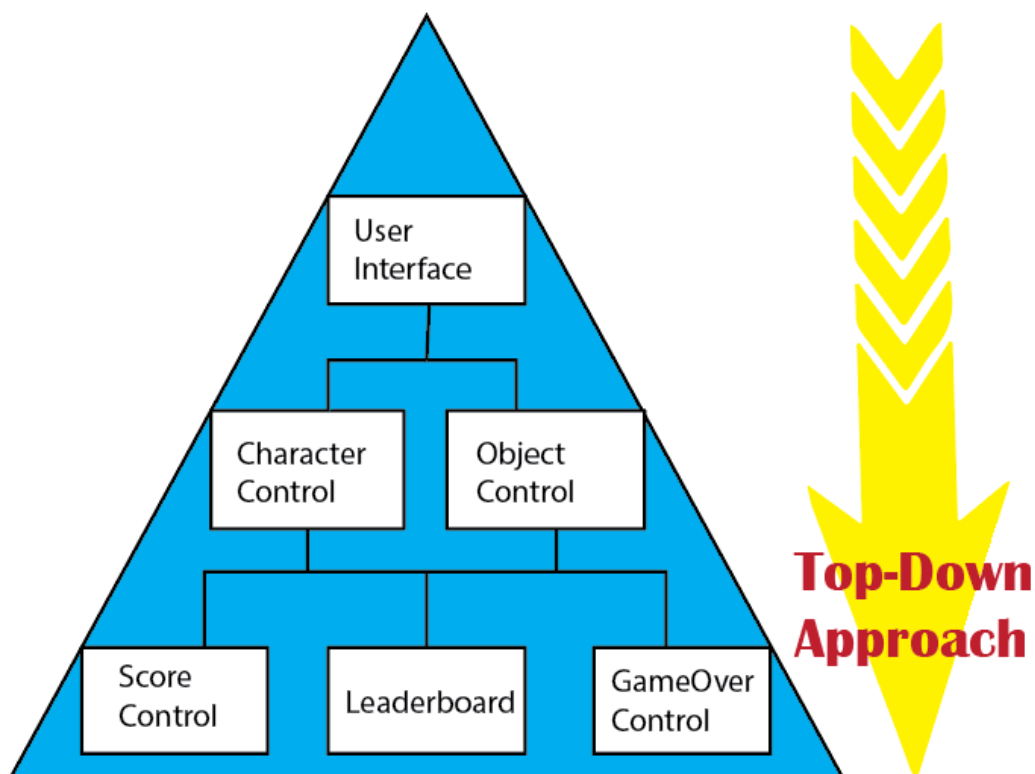 User
Interface
Character
Control
Object
Control
Top-Down
Approach
Score
Control
Leaderboard
GameOver
Control